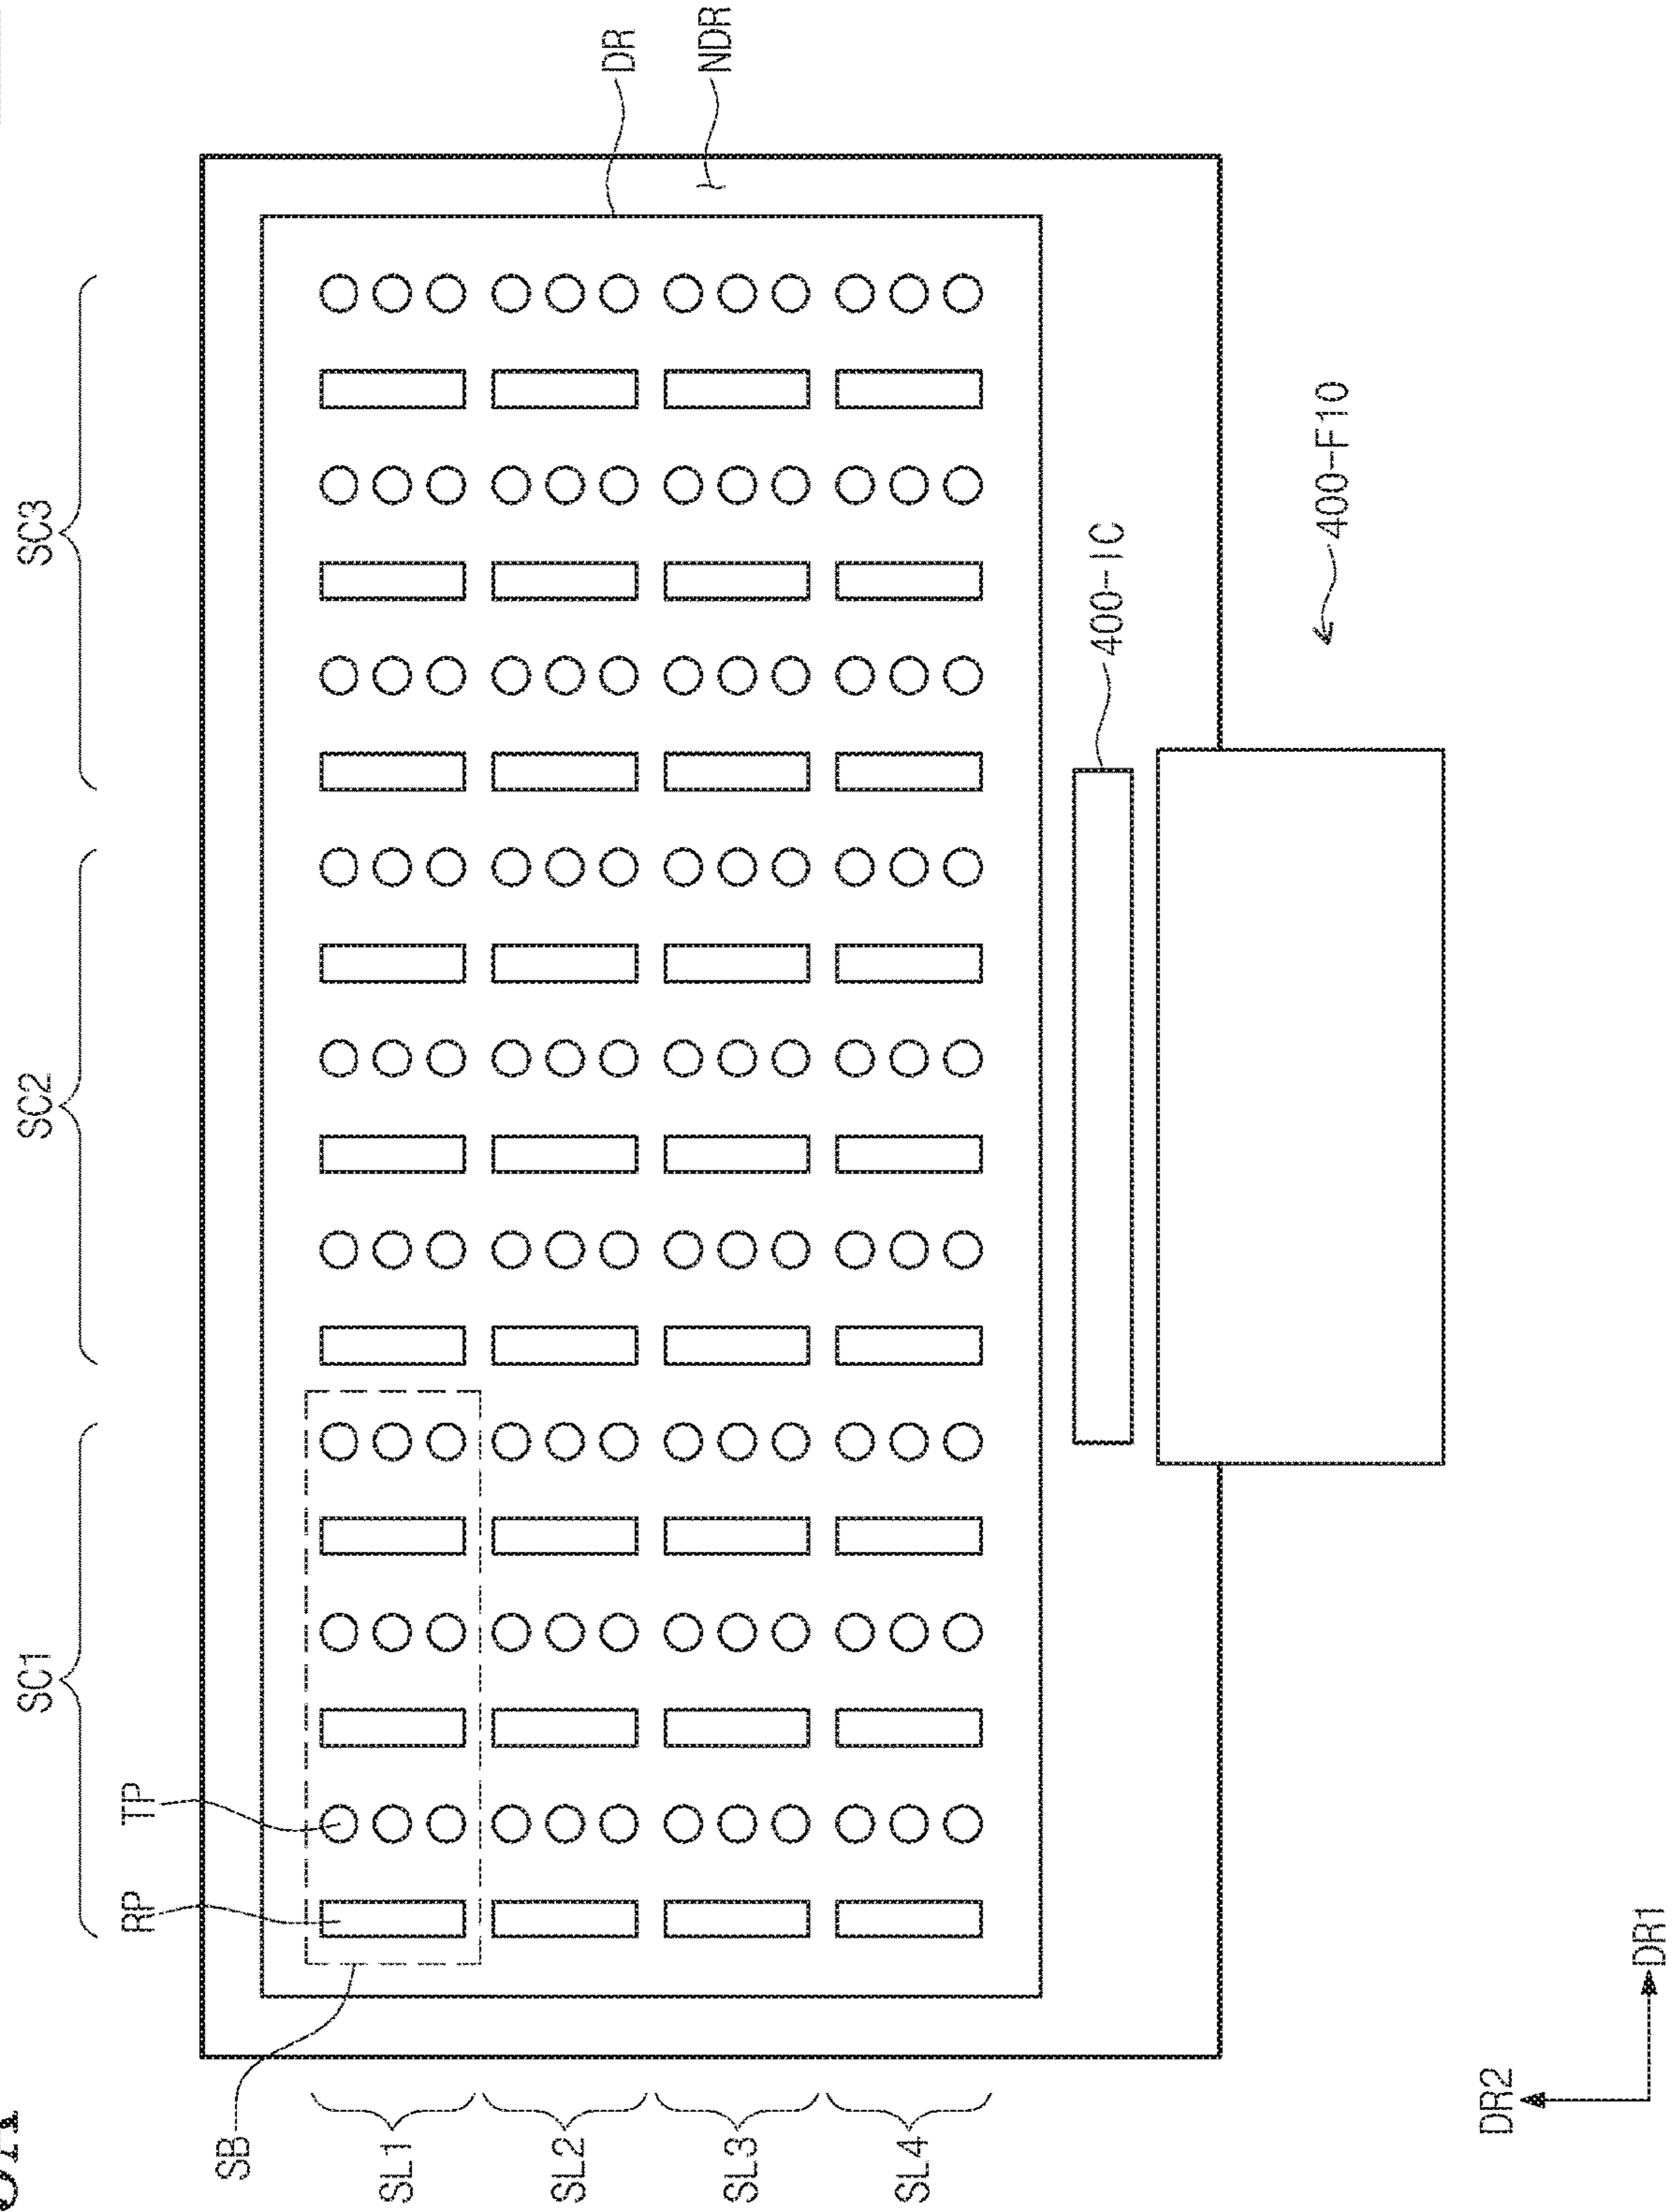 SC1
SC2
SC3
RP
TP
DR
NDR
SB
SL1
SL2
SL3
SL4
400-IC
400-F10
DR2
DR1